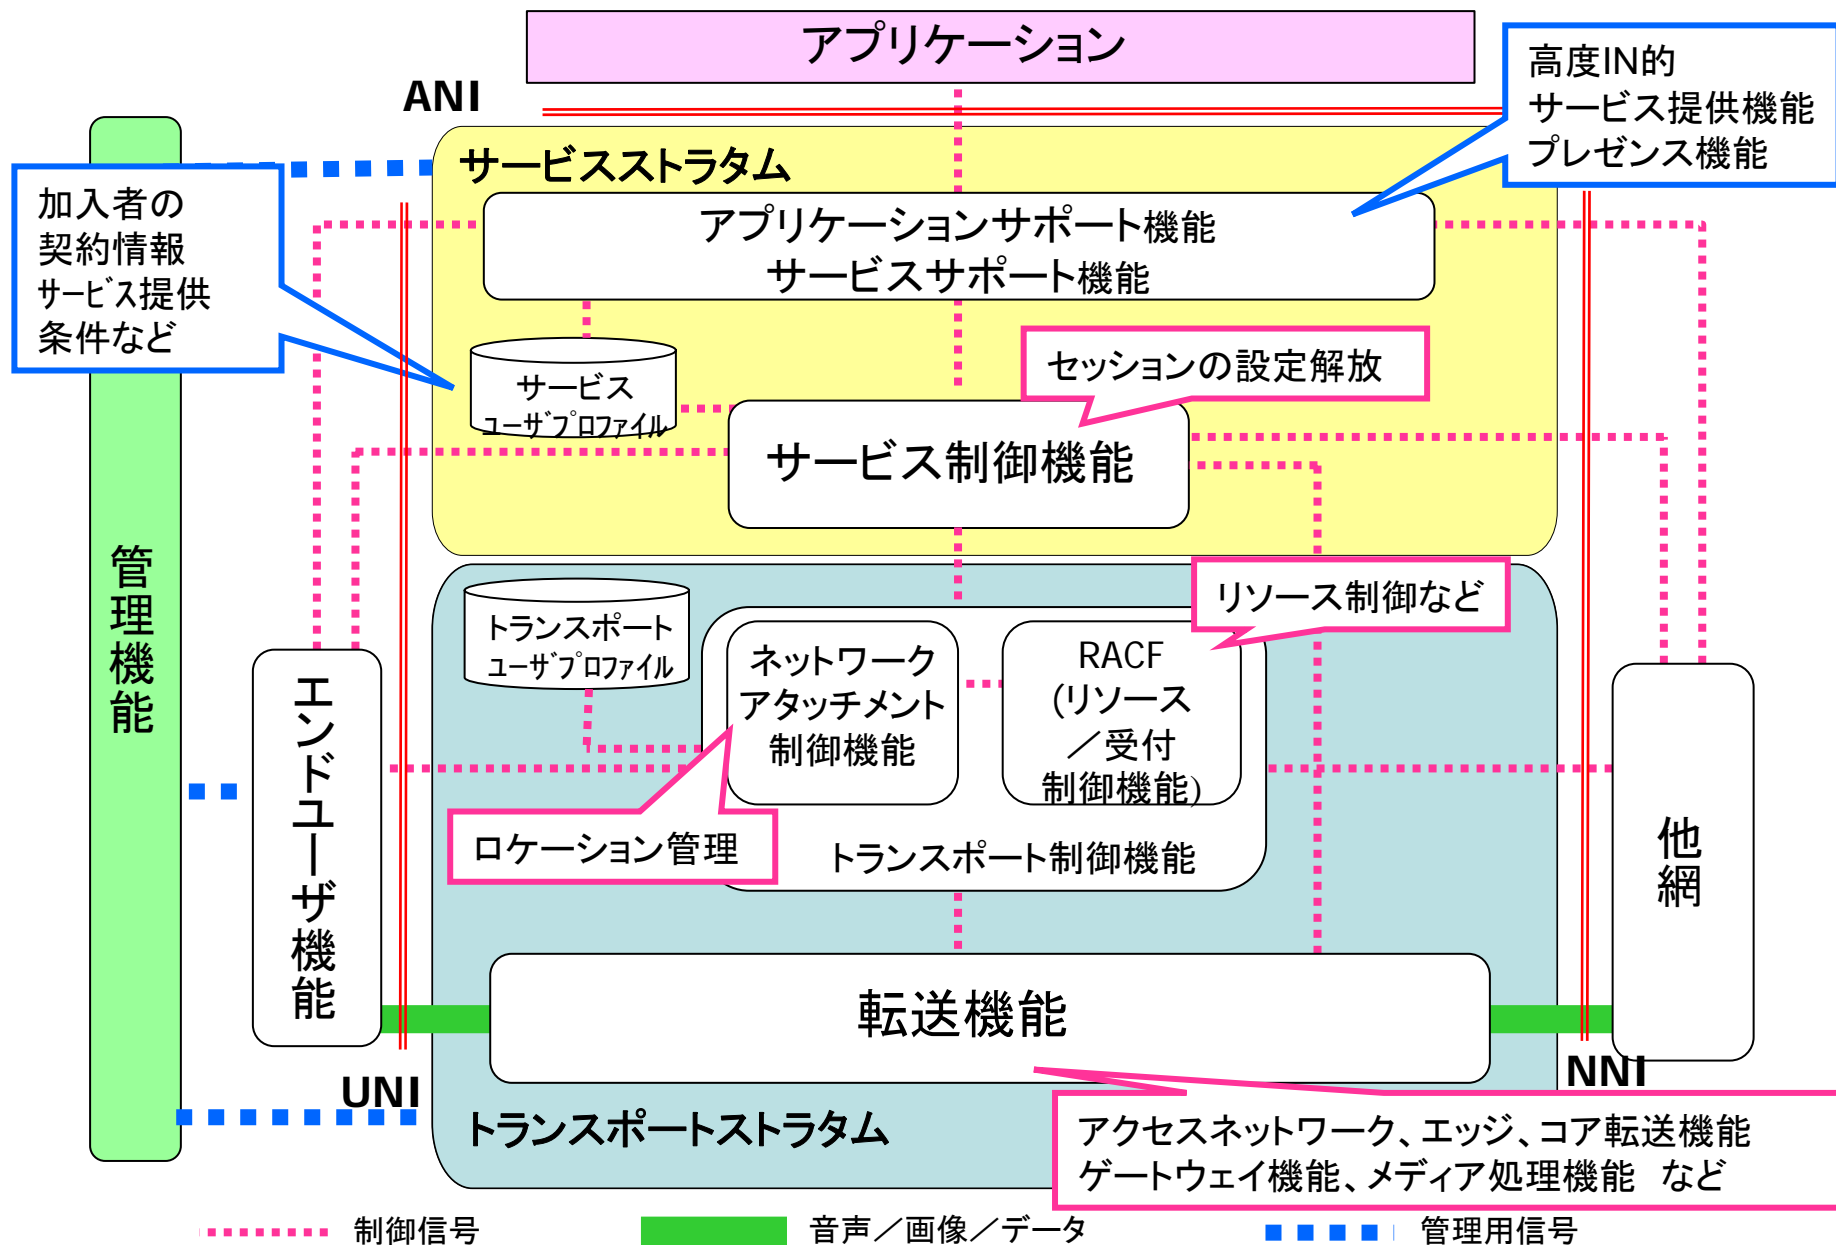 アプリケーション
ANI
高度IN的
サービス提供機能
プレゼンス機能
サービスストラタム
加入者の
契約情報
サービス提供
条件など
アプリケーションサポート機能
サービスサポート機能
セッションの設定解放
サービス
ユーザプロファイル
サービス制御機能
管理機能
リソース制御など
トランスポート
ユーザプロファイル
ネットワーク
アタッチメント
制御機能
RACF
(リソース
／受付
制御機能)
エンドユーザ機能
ロケーション管理
トランスポート制御機能
他網
転送機能
UNI
NNI
トランスポートストラタム
アクセスネットワーク、エッジ、コア転送機能
ゲートウェイ機能、メディア処理機能　など
制御信号
音声／画像／データ
管理用信号